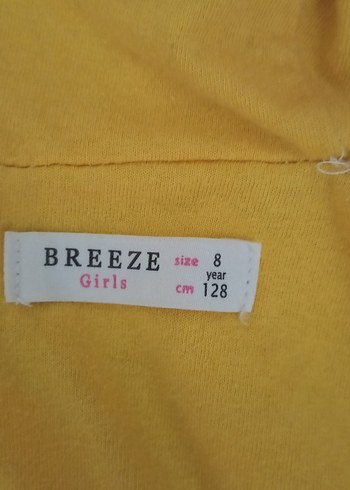 BREEZE
Girls
size 8
year
cm 128